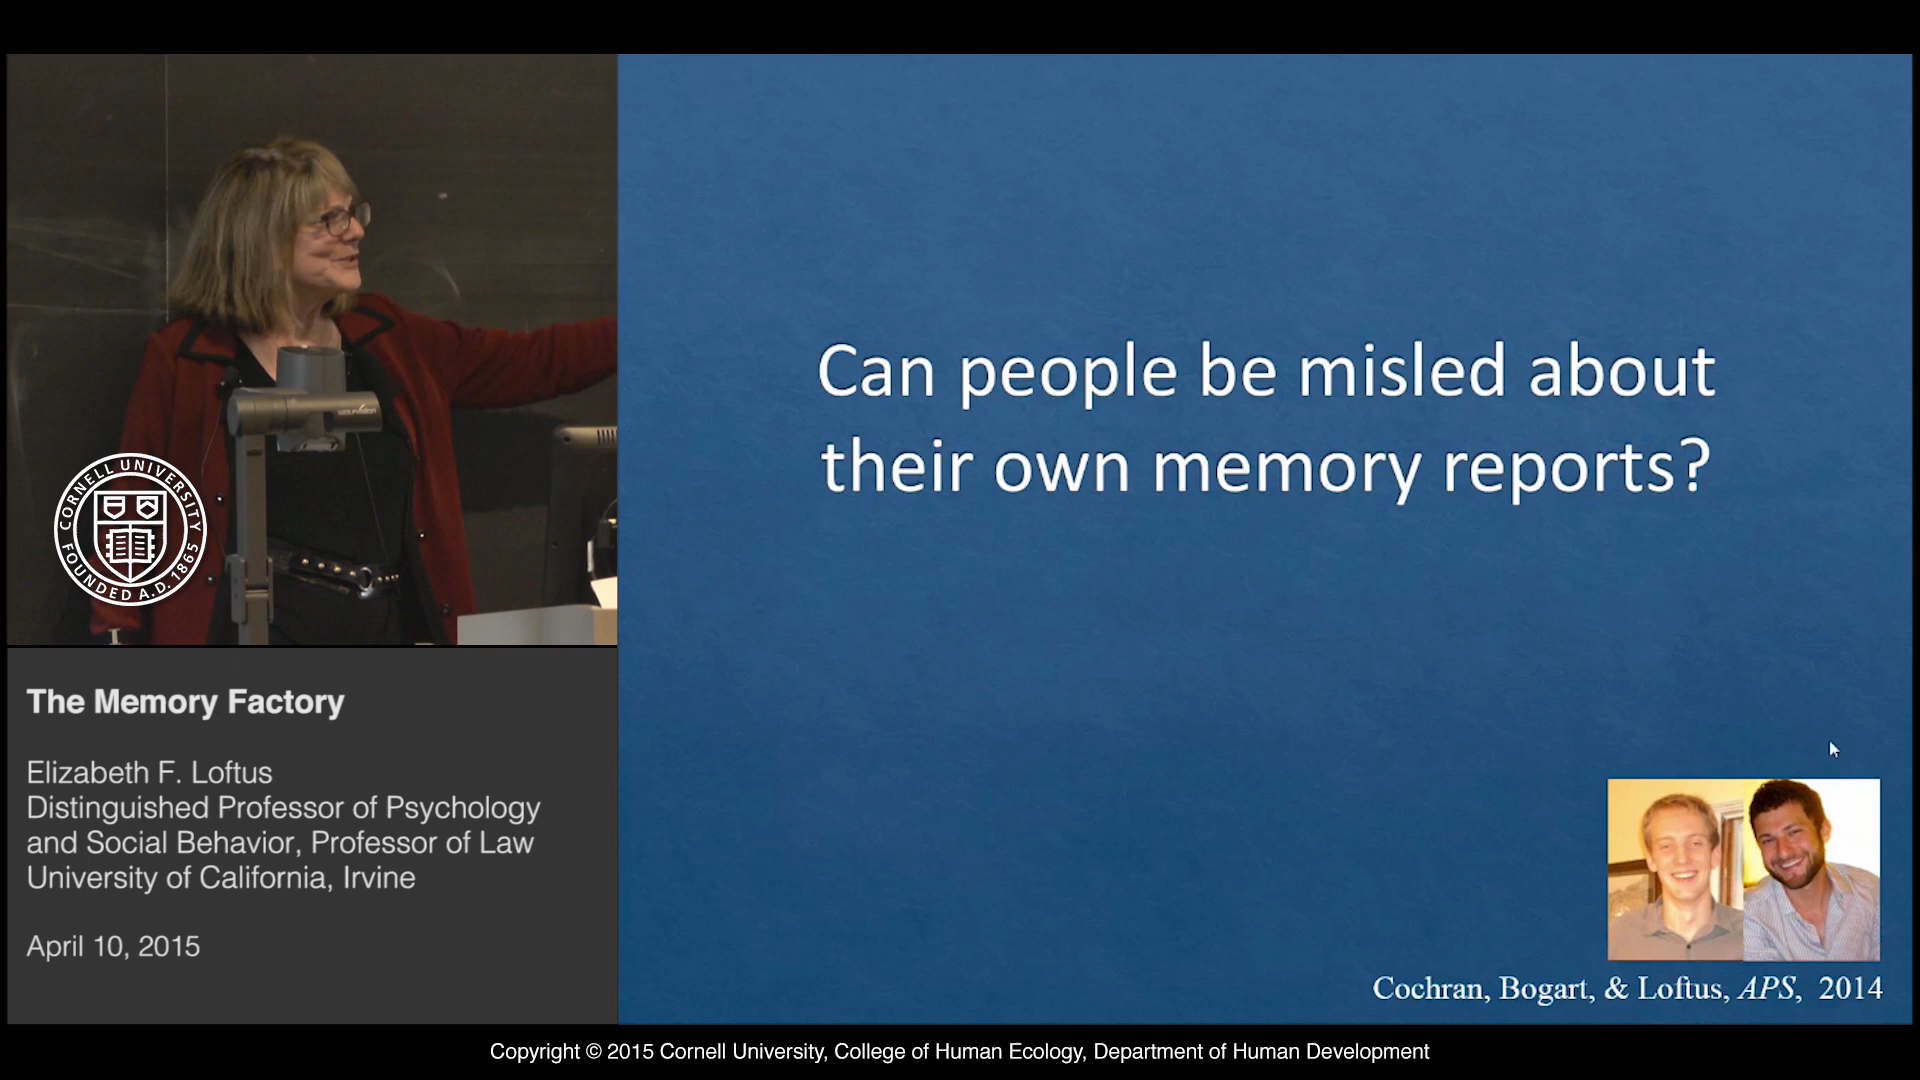 Can people be misled about
their own memory reports?
WOLFVISION
CORNELL UNIVERSITY
FOUNDED A.D. 1865
The Memory Factory
Elizabeth F. Loftus
Distinguished Professor of Psychology
and Social Behavior, Professor of Law
University of California, Irvine
April 10, 2015
Cochran, Bogart, & Loftus, APS, 2014
Copyright © 2015 Cornell University, College of Human Ecology, Department of Human Development